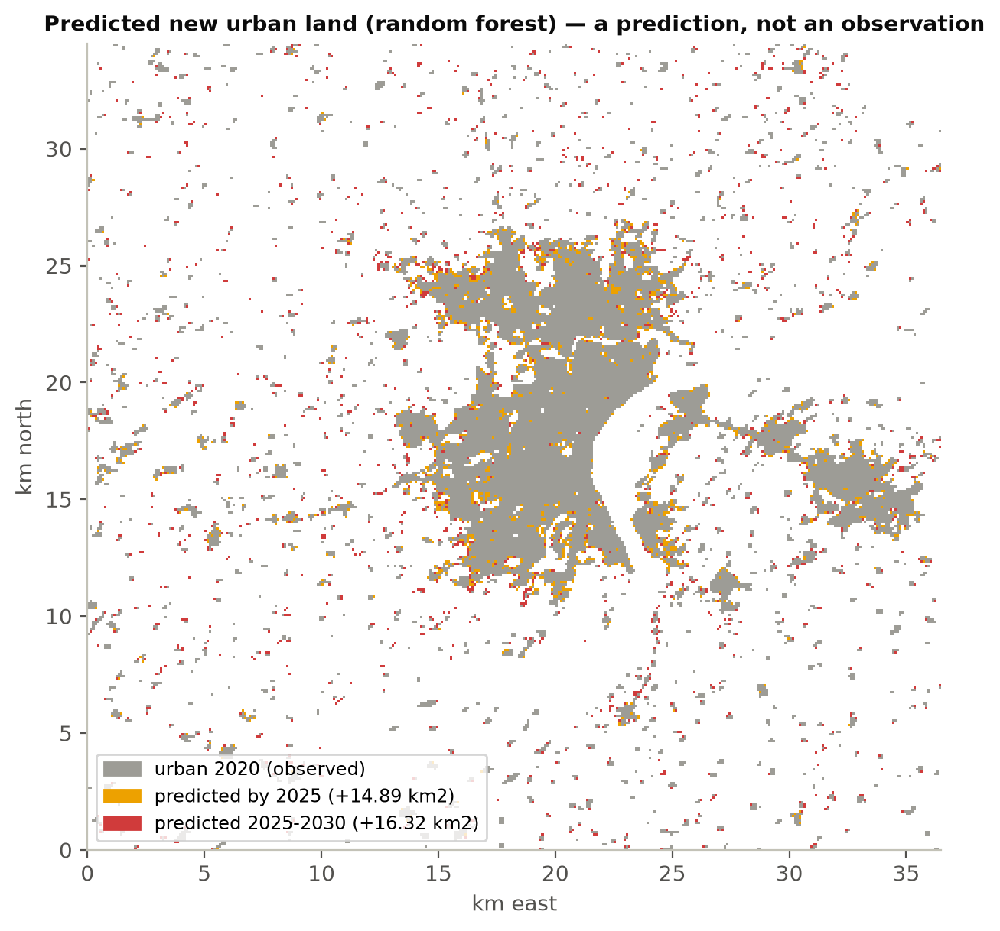 Predicted new urban land (random forest) — a prediction, not an observation
km north
30
25
20
15
10
5
0
urban 2020 (observed)
predicted by 2025 (+14.89 km2)
predicted 2025-2030 (+16.32 km2)
0 5 10 15 20 25 30 35
km east